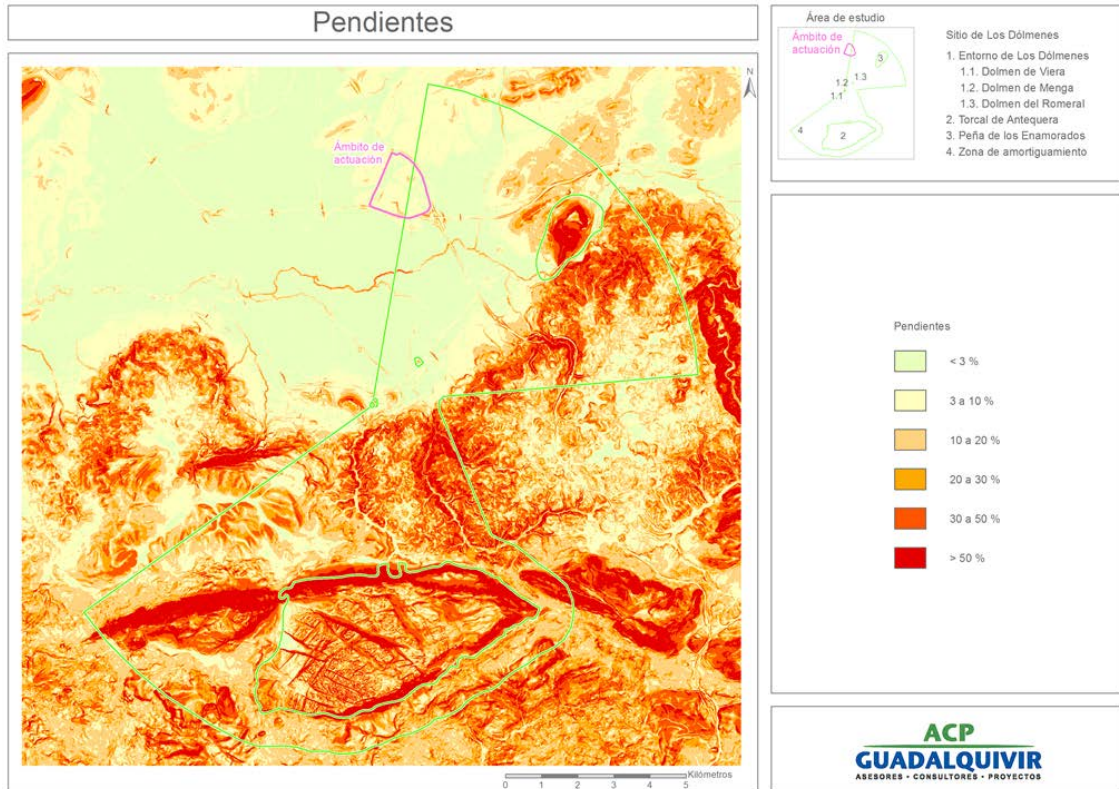 Pendientes
Ámbito de
actuación
N
Kilómetros
0 1 2 3 4 5
Área de estudio
Ámbito de
actuación
3
1.2 1.3
1.1
4
2
Sitio de Los Dólmenes
1. Entorno de Los Dólmenes
1.1. Dolmen de Viera
1.2. Dolmen de Menga
1.3. Dolmen del Romeral
2. Torcal de Antequera
3. Peña de los Enamorados
4. Zona de amortiguamiento
Pendientes
< 3 %
3 a 10 %
10 a 20 %
20 a 30 %
30 a 50 %
> 50 %
ACP
GUADALQUIVIR
ASESORES • CONSULTORES • PROYECTOS